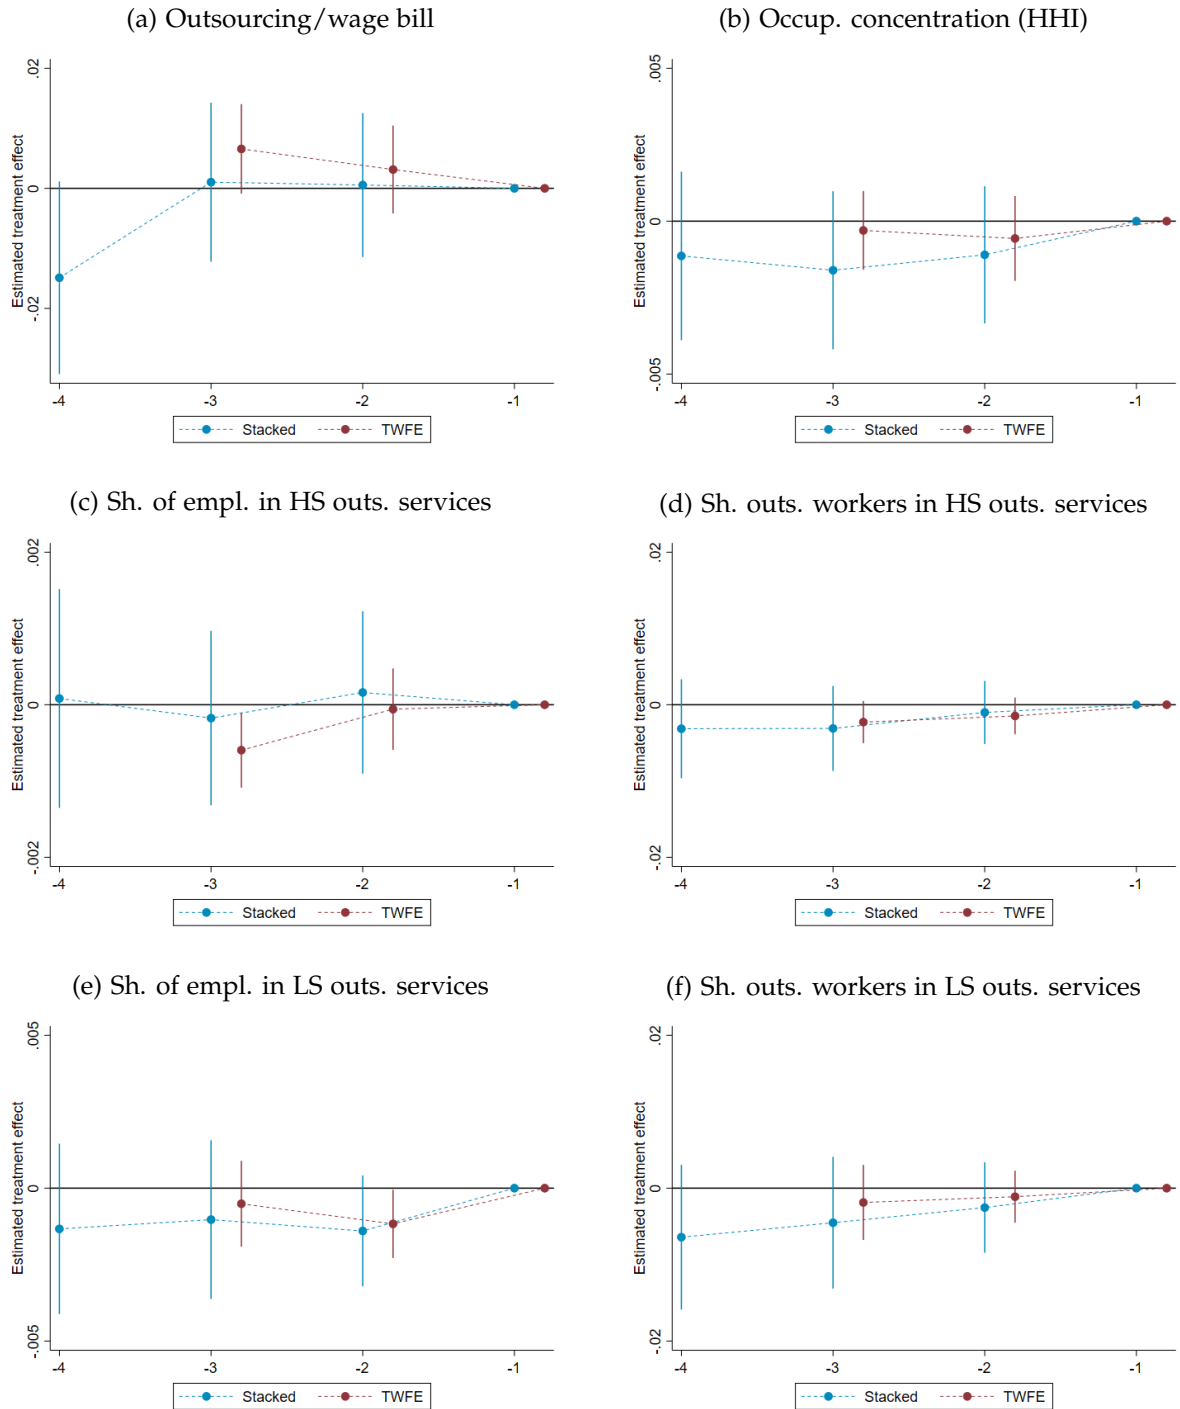 (a) Outsourcing/wage bill
Estimated treatment effect
.02
0
-.02
-4 -3 -2 -1
Stacked TWFE
(b) Occup. concentration (HHI)
Estimated treatment effect
.005
0
-.005
-4 -3 -2 -1
Stacked TWFE
(c) Sh. of empl. in HS outs. services
Estimated treatment effect
.002
0
-.002
-4 -3 -2 -1
Stacked TWFE
(d) Sh. outs. workers in HS outs. services
Estimated treatment effect
.02
0
-.02
-4 -3 -2 -1
Stacked TWFE
(e) Sh. of empl. in LS outs. services
Estimated treatment effect
.005
0
-.005
-4 -3 -2 -1
Stacked TWFE
(f) Sh. outs. workers in LS outs. services
Estimated treatment effect
.02
0
-.02
-4 -3 -2 -1
Stacked TWFE